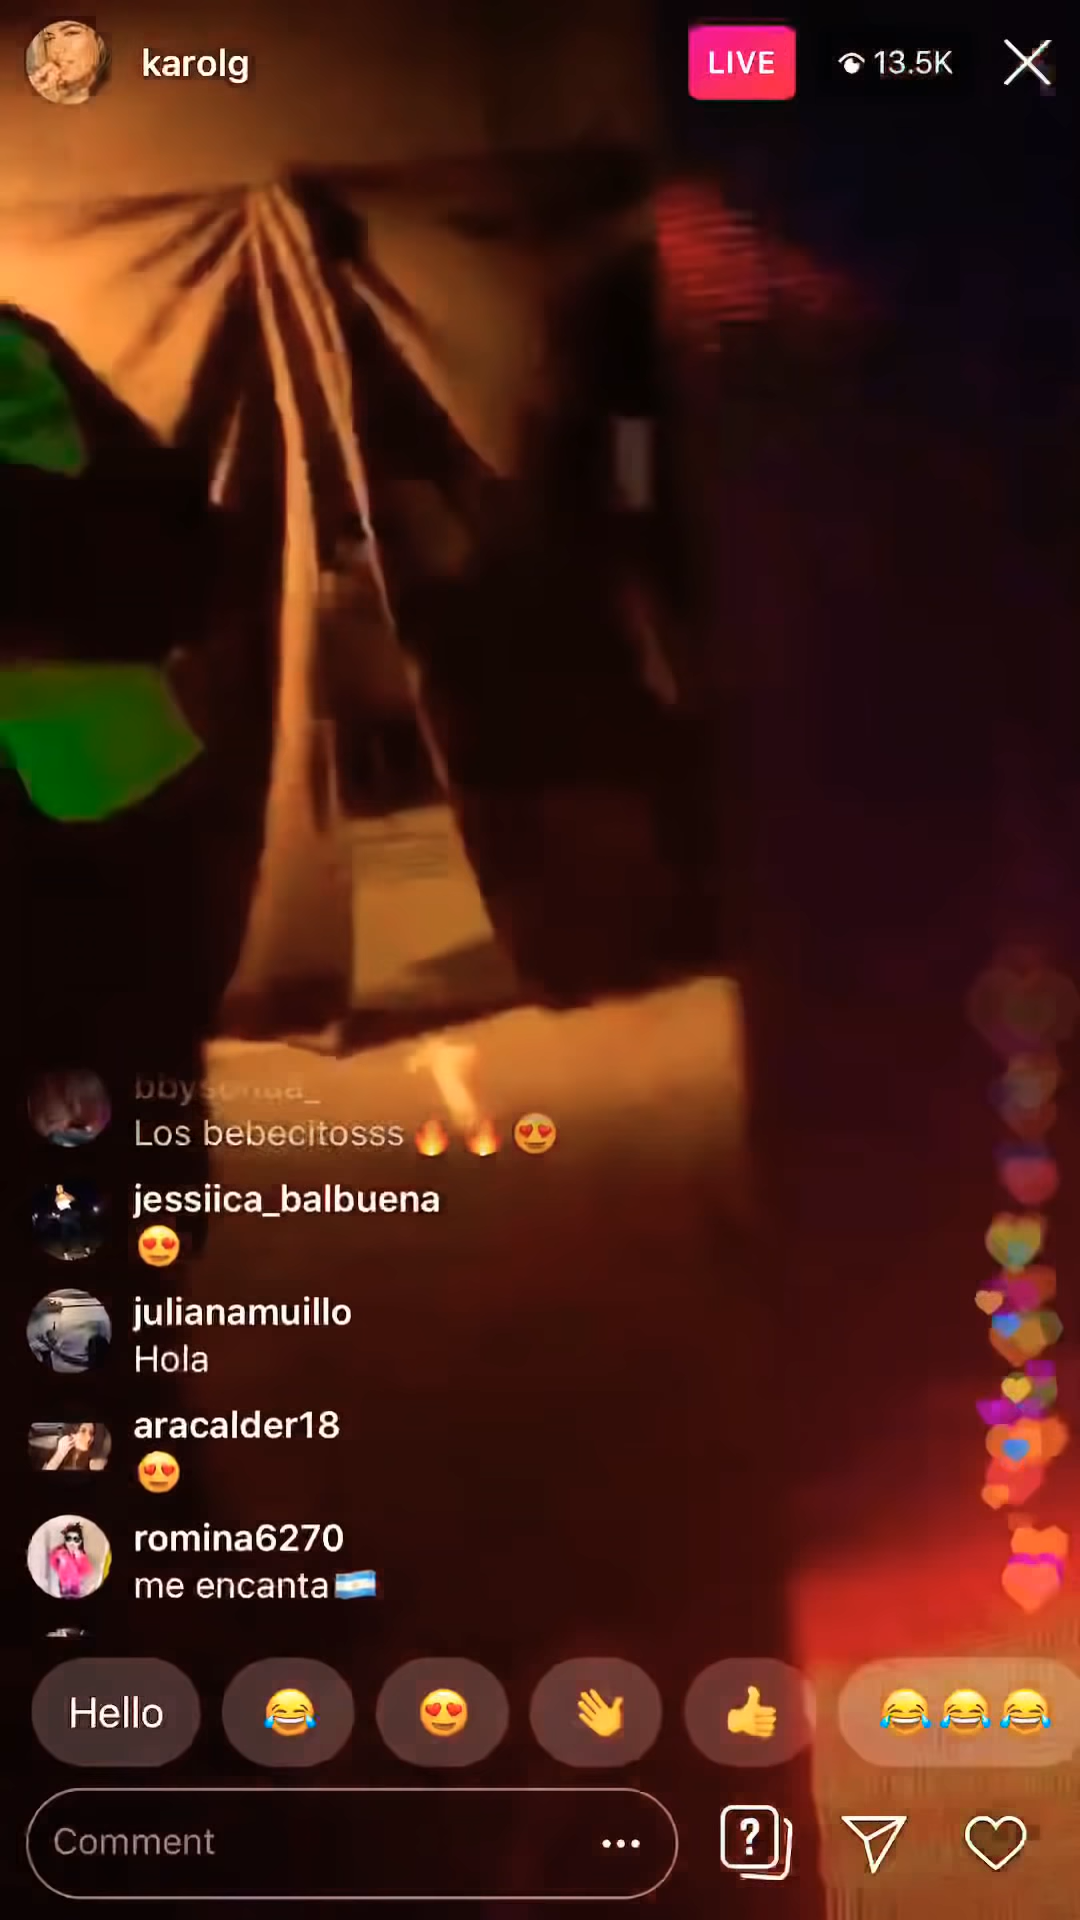 karolg
LIVE
13.5K
Los bebecitosss🔥🔥😍
jessiica_balbuena
😍
julianamuillo
Hola
aracalder18
😍
romina6270
me encanta🇦🇷
Hello
😂
😍
👋
👍
😂😂😂
Comment
?